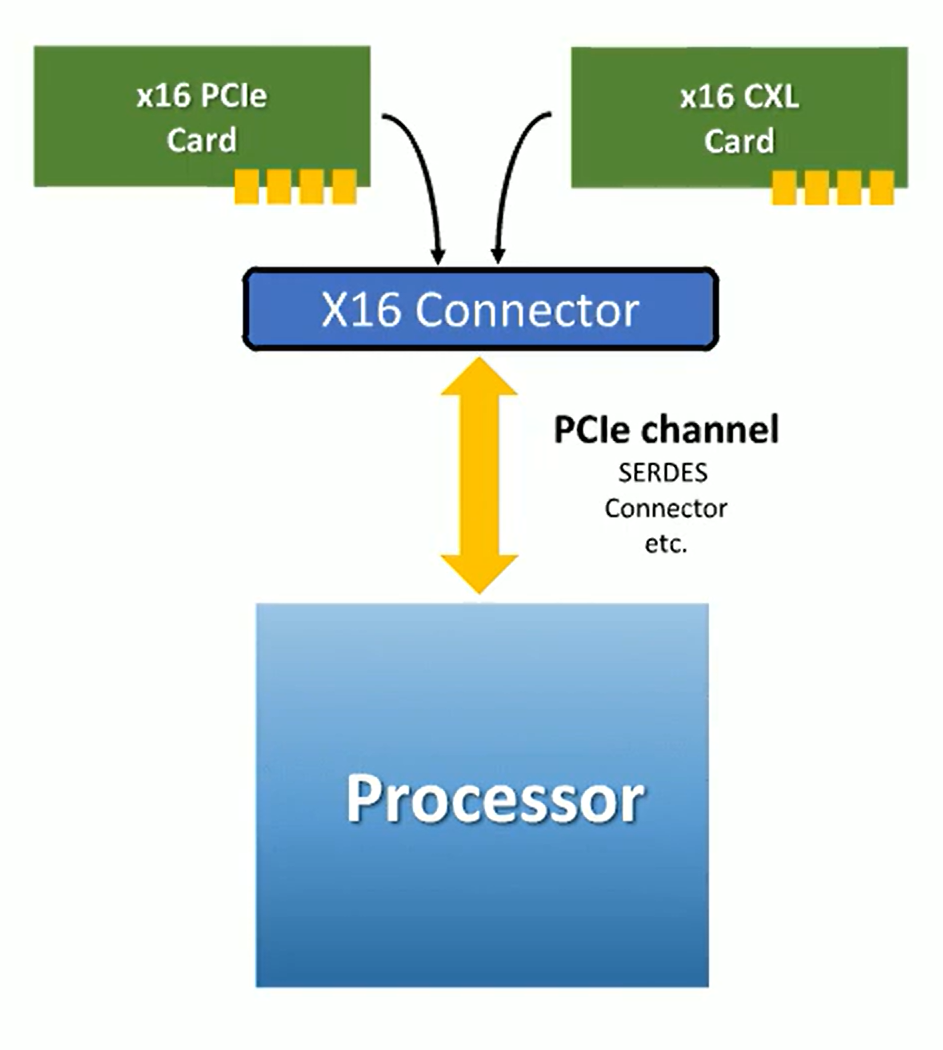 x16 PCIe
Card
x16 CXL
Card
X16 Connector
PCIe channel
SERDES
Connector
etc.
Processor